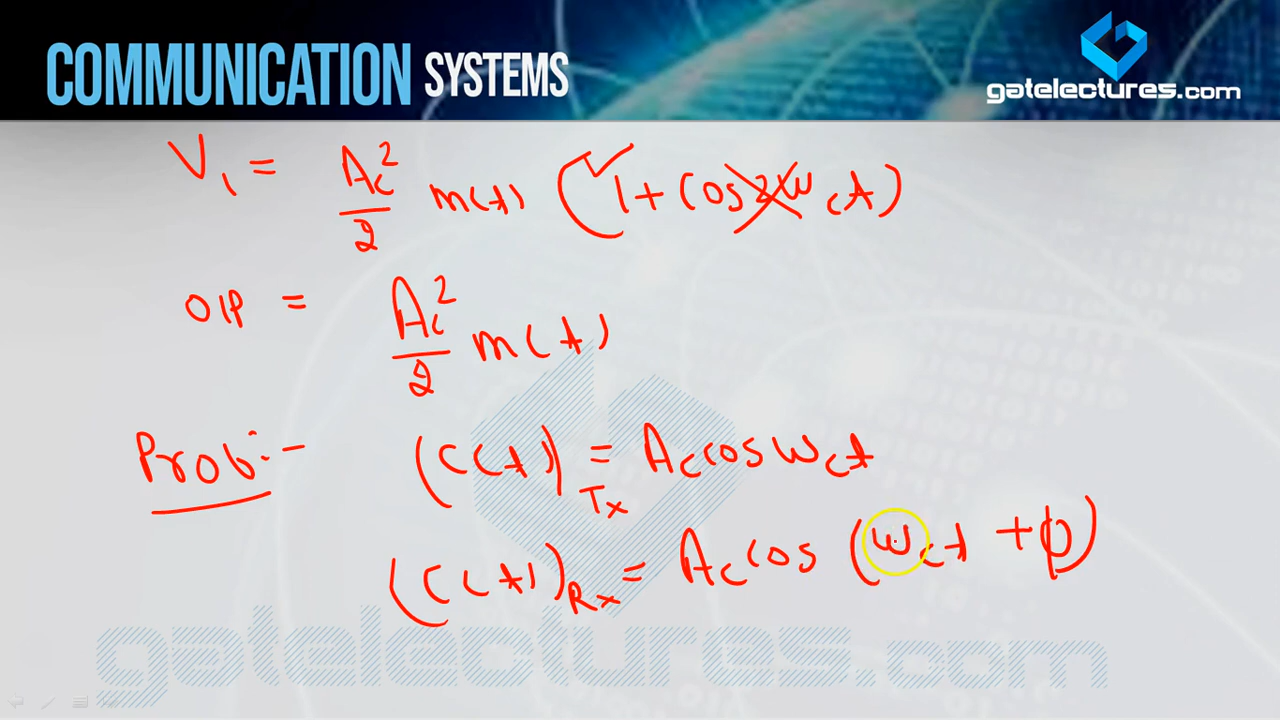 COMMUNICATION SYSTEMS
gatelectures.com
V₁ = Ac²/2 m(t) (1 + cos 2ωct)
O/P = Ac²/2 m(t)
Prob:- (c(t))Tx = Ac cos ωct
(c(t))Rx = Ac cos (ωct + φ)
gatelectures.com